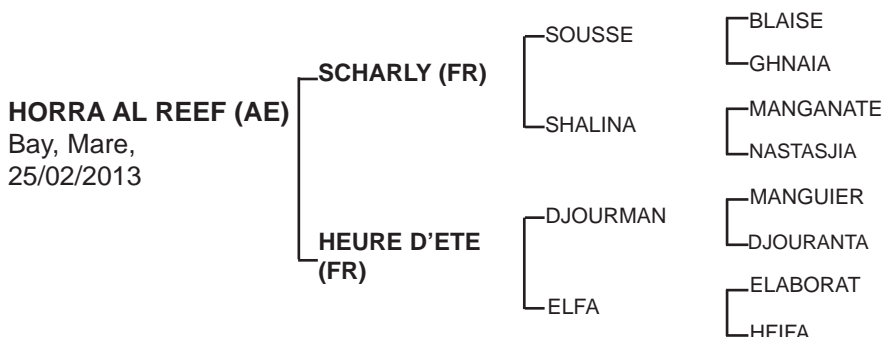 HORRA AL REEF (AE)
Bay, Mare,
25/02/2013
SCHARLY (FR)
HEURE D'ETE
(FR)
SOUSSE
SHALINA
DJOURMAN
ELFA
BLAISE
GHNAIA
MANGANATE
NASTASJIA
MANGUIER
DJOURANTA
ELABORAT